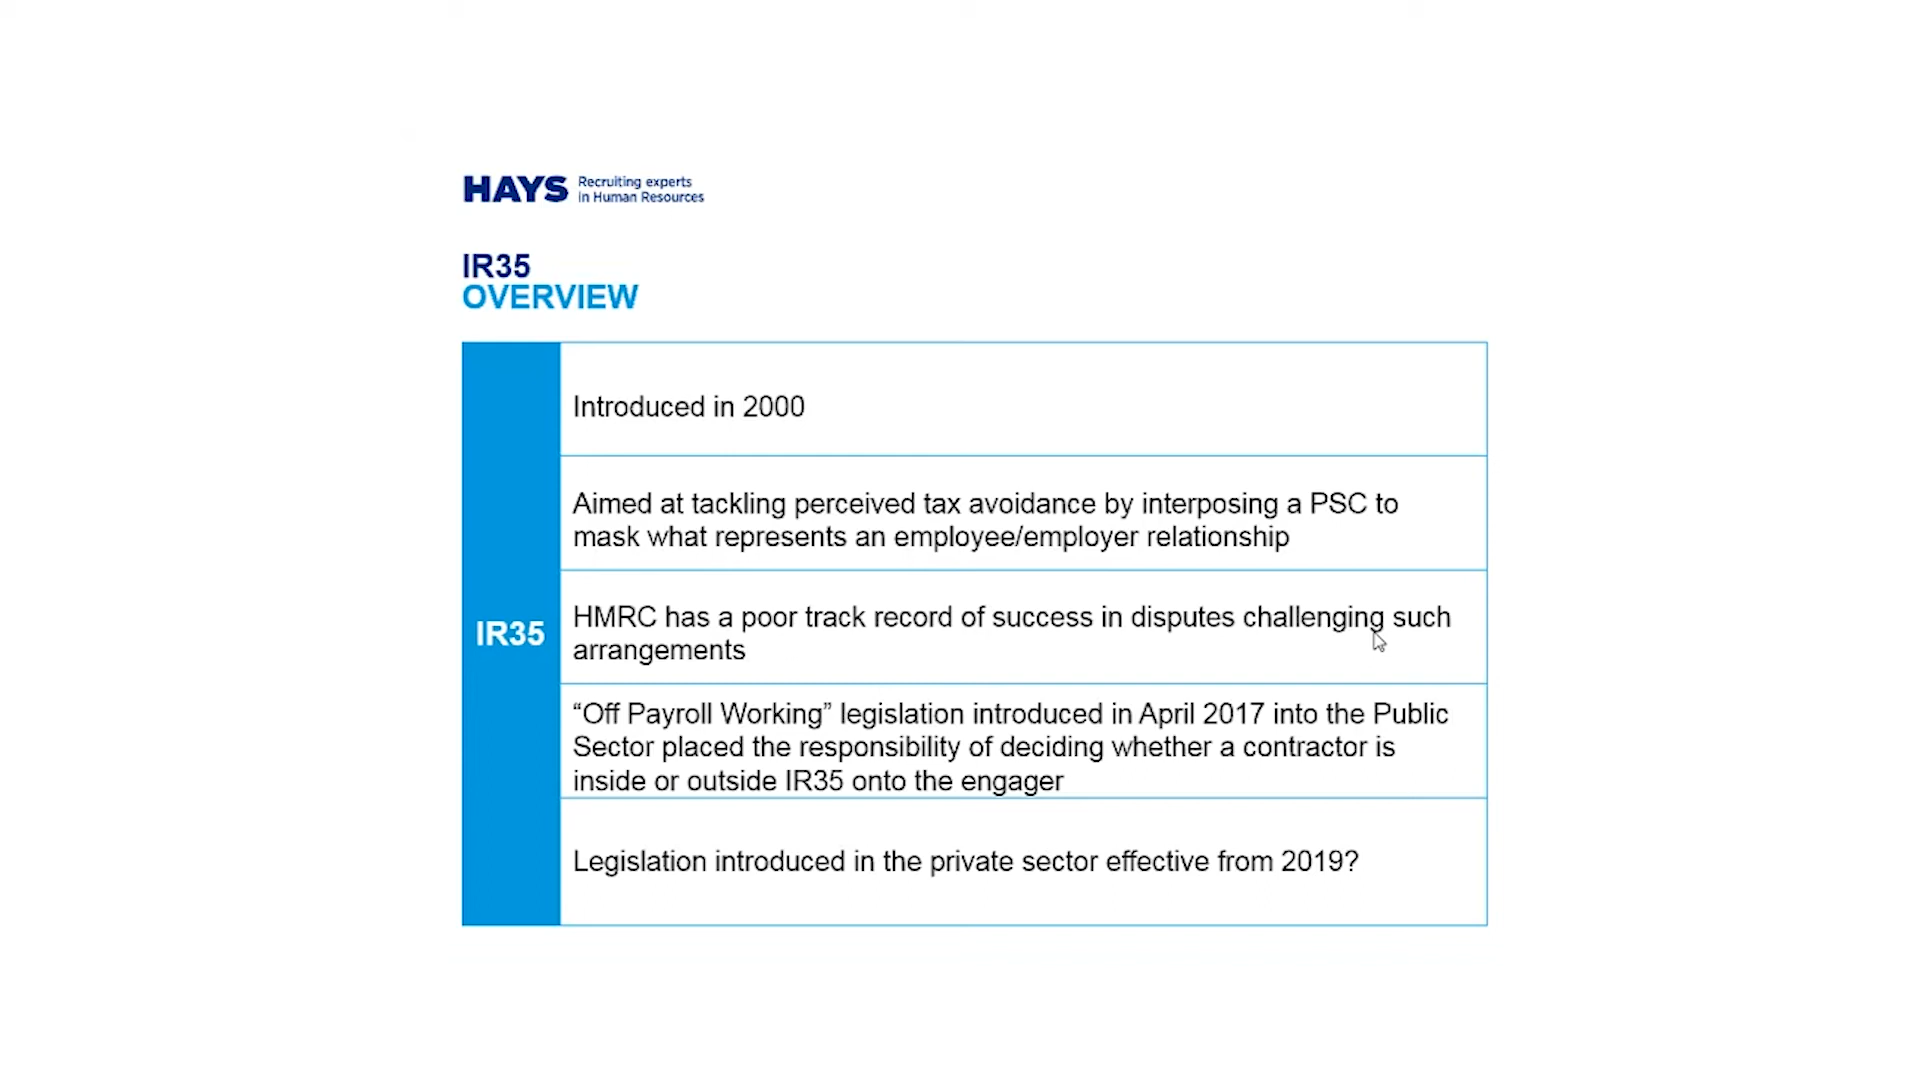 HAYS Recruiting experts
in Human Resources
IR35
OVERVIEW
Introduced in 2000
Aimed at tackling perceived tax avoidance by interposing a PSC to
mask what represents an employee/employer relationship
IR35
HMRC has a poor track record of success in disputes challenging such
arrangements
“Off Payroll Working” legislation introduced in April 2017 into the Public
Sector placed the responsibility of deciding whether a contractor is
inside or outside IR35 onto the engager
Legislation introduced in the private sector effective from 2019?